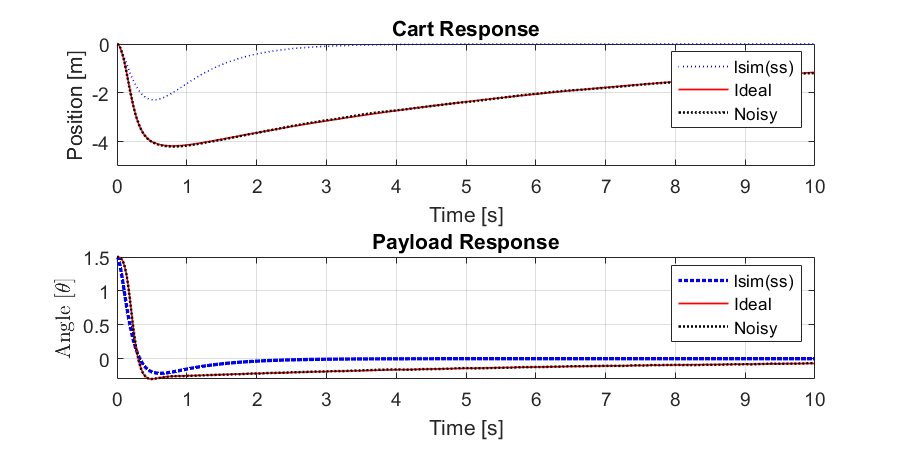 Cart Response
Position [m]
0
-2
-4
lsim(ss)
Ideal
Noisy
0 1 2 3 4 5 6 7 8 9 10
Time [s]
Payload Response
Angle [θ]
1.5
1
0.5
0
lsim(ss)
Ideal
Noisy
0 1 2 3 4 5 6 7 8 9 10
Time [s]